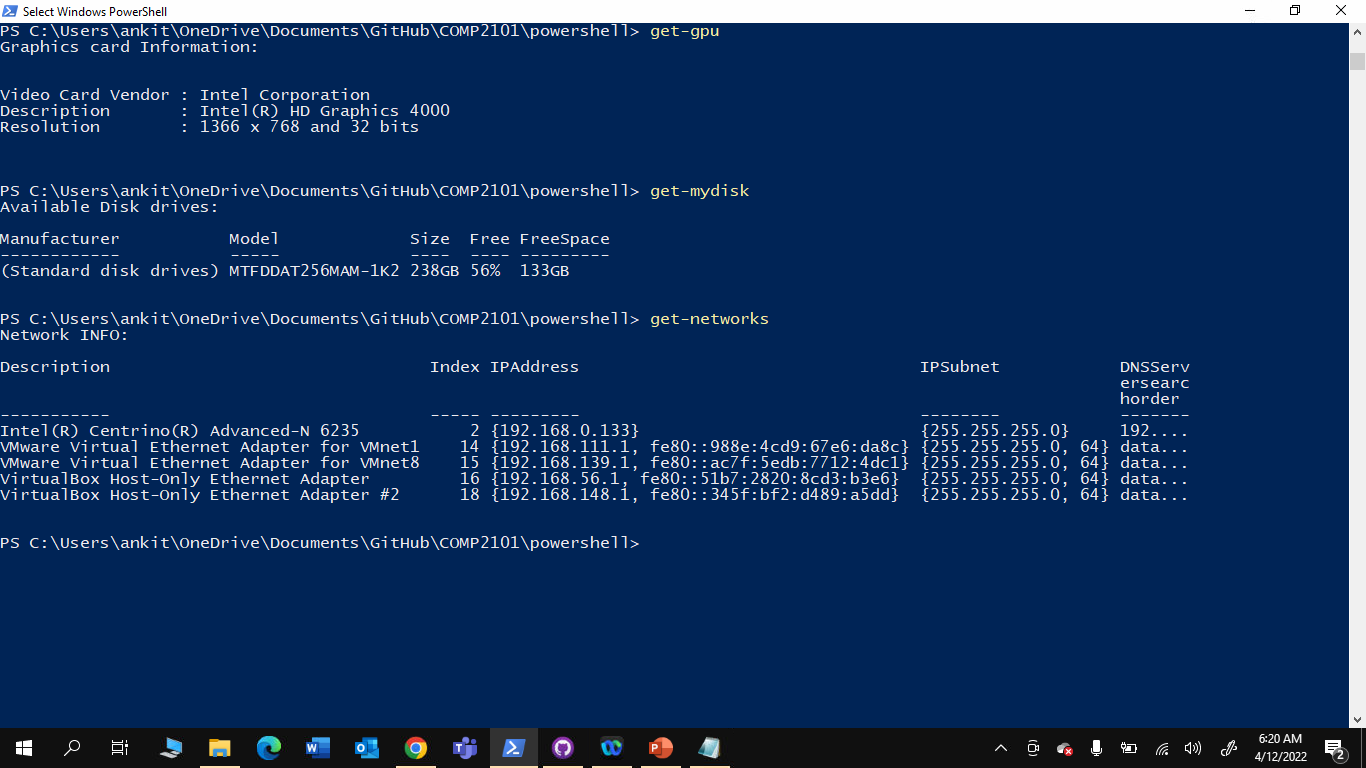 Select Windows PowerShell
PS C:\Users\ankit\OneDrive\Documents\GitHub\COMP2101\powershell> get-gpu
Graphics card Information:
Video Card Vendor : Intel Corporation
Description       : Intel(R) HD Graphics 4000
Resolution        : 1366 x 768 and 32 bits
PS C:\Users\ankit\OneDrive\Documents\GitHub\COMP2101\powershell> get-mydisk
Available Disk drives:
Manufacturer           Model             Size  Free FreeSpace
------------           -----             ----  ---- ---------
(Standard disk drives) MTFDDAT256MAM-1K2 238GB 56%  133GB
PS C:\Users\ankit\OneDrive\Documents\GitHub\COMP2101\powershell> get-networks
Network INFO:
Description                                Index IPAddress                                  IPSubnet            DNSServ
ersearc
horder
-----------                                ----- ---------                                  --------            -------
Intel(R) Centrino(R) Advanced-N 6235           2 {192.168.0.133}                            {255.255.255.0}     192....
VMware Virtual Ethernet Adapter for VMnet1    14 {192.168.111.1, fe80::988e:4cd9:67e6:da8c} {255.255.255.0, 64} data...
VMware Virtual Ethernet Adapter for VMnet8    15 {192.168.139.1, fe80::ac7f:5edb:7712:4dc1} {255.255.255.0, 64} data...
VirtualBox Host-Only Ethernet Adapter         16 {192.168.56.1, fe80::51b7:2820:8cd3:b3e6}  {255.255.255.0, 64} data...
VirtualBox Host-Only Ethernet Adapter #2      18 {192.168.148.1, fe80::345f:bf2:d489:a5dd}  {255.255.255.0, 64} data...
PS C:\Users\ankit\OneDrive\Documents\GitHub\COMP2101\powershell>
6:20 AM
4/12/2022
2